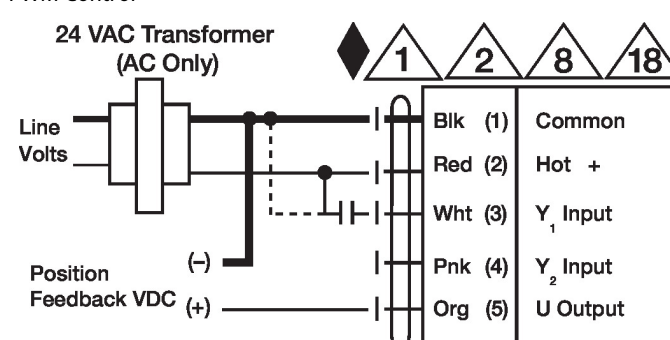 24 VAC Transformer
(AC Only)
1 2 8 18
Line
Volts
Blk (1) Common
Red (2) Hot +
Wht (3) Y1 Input
Pnk (4) Y2 Input
Org (5) U Output
Position
Feedback VDC
(–)
(+)